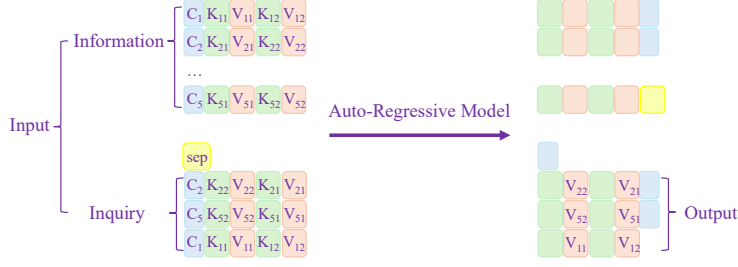 Input
Information
C₁ K₁₁ V₁₁ K₁₂ V₁₂
C₂ K₂₁ V₂₁ K₂₂ V₂₂
...
C₅ K₅₁ V₅₁ K₅₂ V₅₂
sep
Inquiry
C₂ K₂₂ V₂₂ K₂₁ V₂₁
C₅ K₅₂ V₅₂ K₅₁ V₅₁
C₁ K₁₁ V₁₁ K₁₂ V₁₂
Auto-Regressive Model
V₂₂ V₂₁
V₅₂ V₅₁
V₁₁ V₁₂
Output